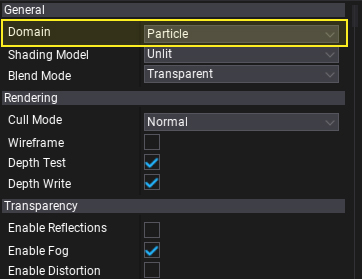 General
Domain Particle
Shading Model Unlit
Blend Mode Transparent
Rendering
Cull Mode Normal
Wireframe
Depth Test
Depth Write
Transparency
Enable Reflections
Enable Fog
Enable Distortion